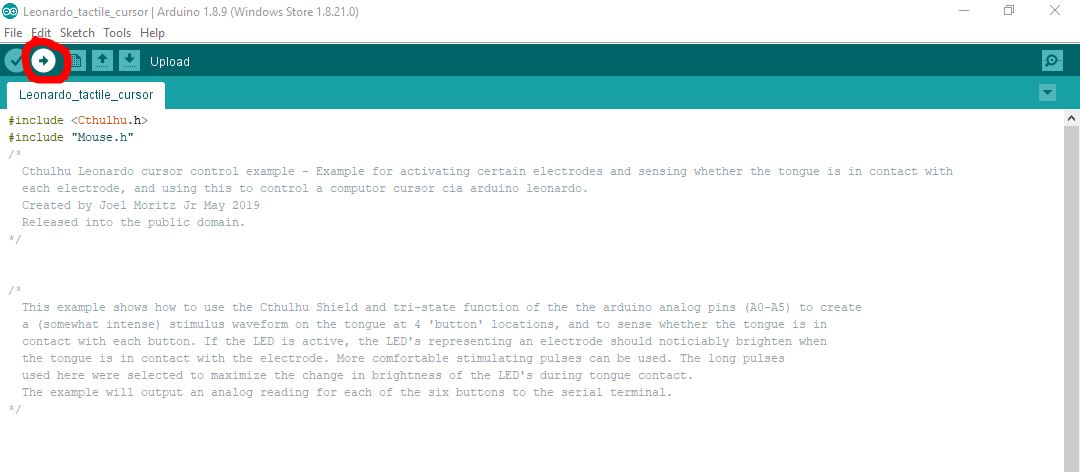 Leonardo_tactile_cursor | Arduino 1.8.9 (Windows Store 1.8.21.0)
File Edit Sketch Tools Help
Upload
Leonardo_tactile_cursor
#include <Cthulhu.h>
#include "Mouse.h"
/*
Cthulhu Leonardo cursor control example - Example for activating certain electrodes and sensing whether the tongue is in contact with
each electrode, and using this to control a computor cursor cia arduino leonardo.
Created by Joel Moritz Jr May 2019
Released into the public domain.
*/
/*
This example shows how to use the Cthulhu Shield and tri-state function of the the arduino analog pins (A0-A5) to create
a (somewhat intense) stimulus waveform on the tongue at 4 'button' locations, and to sense whether the tongue is in
contact with each button. If the LED is active, the LED's representing an electrode should noticiably brighten when
the tongue is in contact with the electrode. More comfortable stimulating pulses can be used. The long pulses
used here were selected to maximize the change in brightness of the LED's during tongue contact.
The example will output an analog reading for each of the six buttons to the serial terminal.
*/